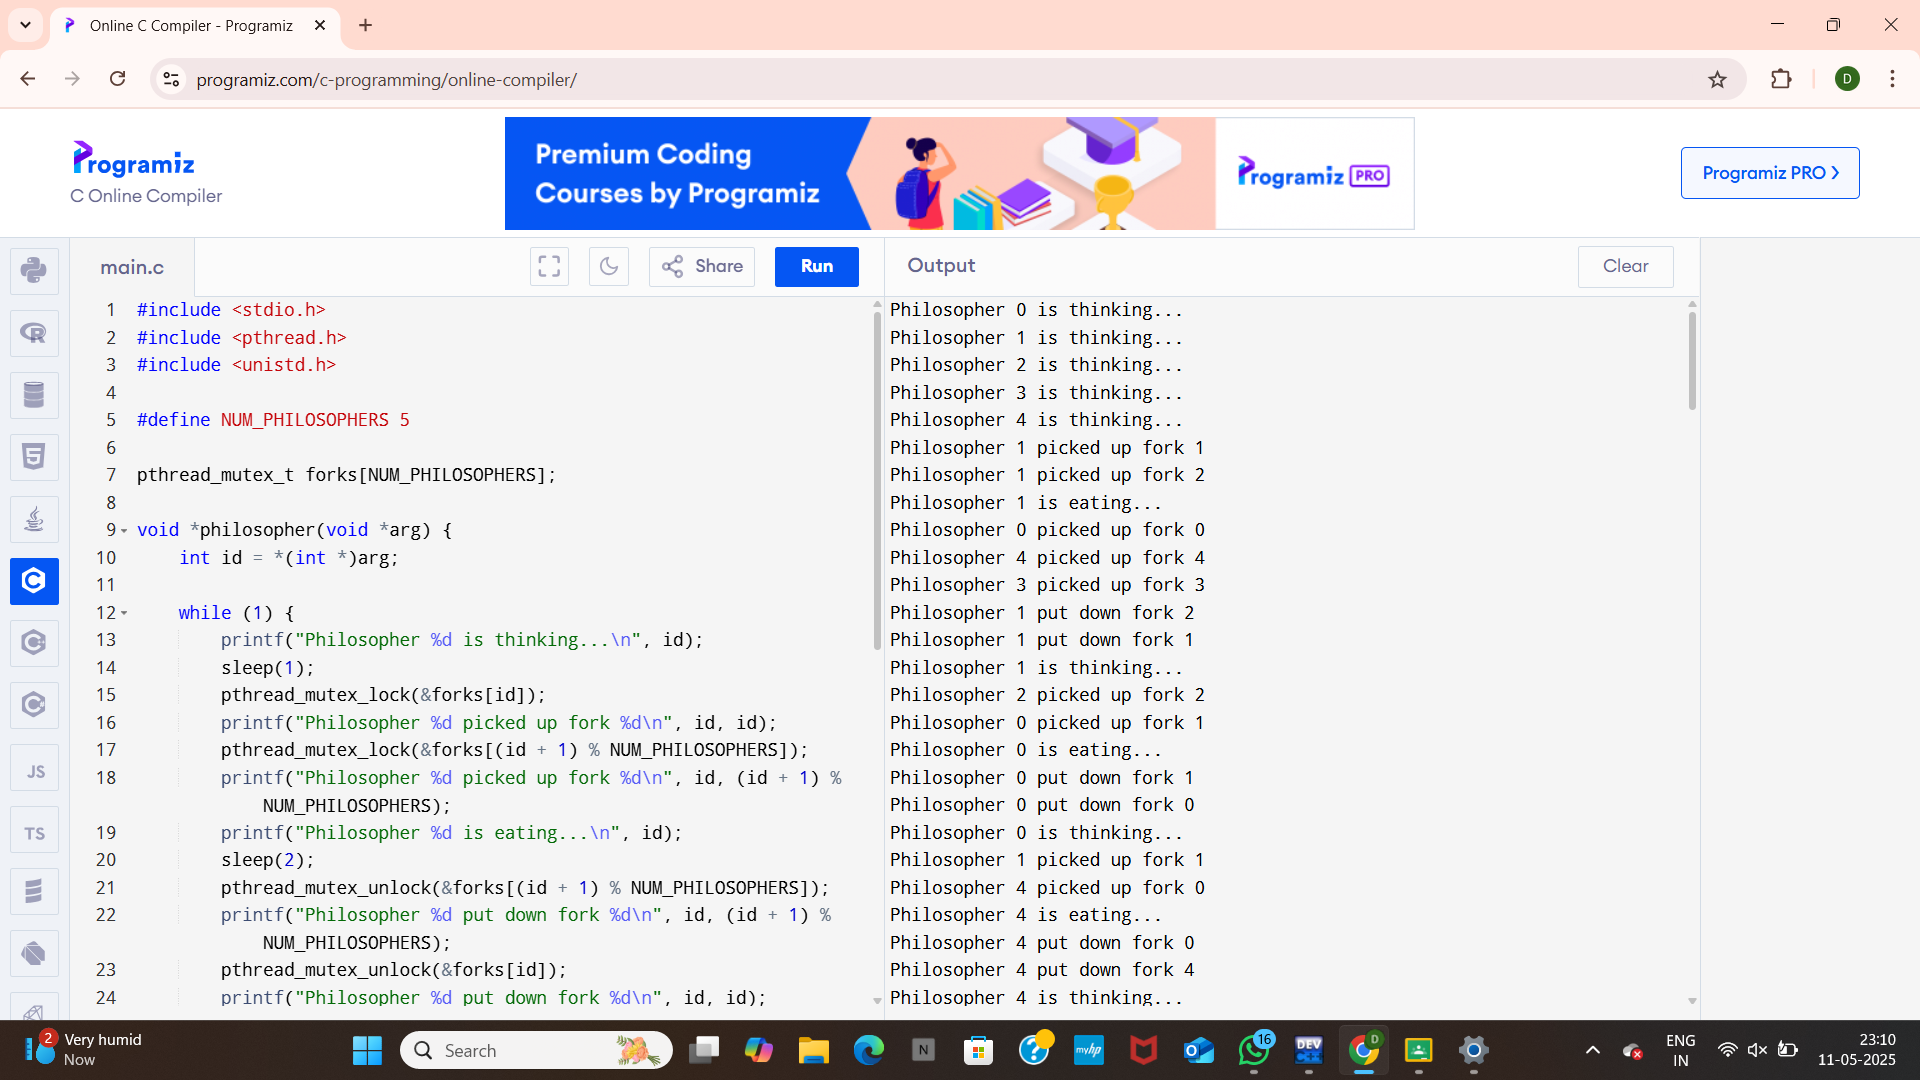 Online C Compiler - Programiz
programiz.com/c-programming/online-compiler/
D
Programiz
C Online Compiler
Premium Coding
Courses by Programiz
Programiz PRO
Programiz PRO
main.c
Share
Run
Output
Clear
1 #include <stdio.h>
2 #include <pthread.h>
3 #include <unistd.h>
4
5 #define NUM_PHILOSOPHERS 5
6
7 pthread_mutex_t forks[NUM_PHILOSOPHERS];
8
9 void *philosopher(void *arg) {
10 int id = *(int *)arg;
11
12 while (1) {
13 printf("Philosopher %d is thinking...\n", id);
14 sleep(1);
15 pthread_mutex_lock(&forks[id]);
16 printf("Philosopher %d picked up fork %d\n", id, id);
17 pthread_mutex_lock(&forks[(id + 1) % NUM_PHILOSOPHERS]);
18 printf("Philosopher %d picked up fork %d\n", id, (id + 1) %
NUM_PHILOSOPHERS);
19 printf("Philosopher %d is eating...\n", id);
20 sleep(2);
21 pthread_mutex_unlock(&forks[(id + 1) % NUM_PHILOSOPHERS]);
22 printf("Philosopher %d put down fork %d\n", id, (id + 1) %
NUM_PHILOSOPHERS);
23 pthread_mutex_unlock(&forks[id]);
24 printf("Philosopher %d put down fork %d\n", id, id);
Philosopher 0 is thinking...
Philosopher 1 is thinking...
Philosopher 2 is thinking...
Philosopher 3 is thinking...
Philosopher 4 is thinking...
Philosopher 1 picked up fork 1
Philosopher 1 picked up fork 2
Philosopher 1 is eating...
Philosopher 0 picked up fork 0
Philosopher 4 picked up fork 4
Philosopher 3 picked up fork 3
Philosopher 1 put down fork 2
Philosopher 1 put down fork 1
Philosopher 1 is thinking...
Philosopher 2 picked up fork 2
Philosopher 0 picked up fork 1
Philosopher 0 is eating...
Philosopher 0 put down fork 1
Philosopher 0 put down fork 0
Philosopher 0 is thinking...
Philosopher 1 picked up fork 1
Philosopher 4 picked up fork 0
Philosopher 4 is eating...
Philosopher 4 put down fork 0
Philosopher 4 put down fork 4
Philosopher 4 is thinking...
R
5
C
C
C
JS
TS
2
Very humid
Now
Search
N
myhp
16
DEV
D
ENG
IN
23:10
11-05-2025